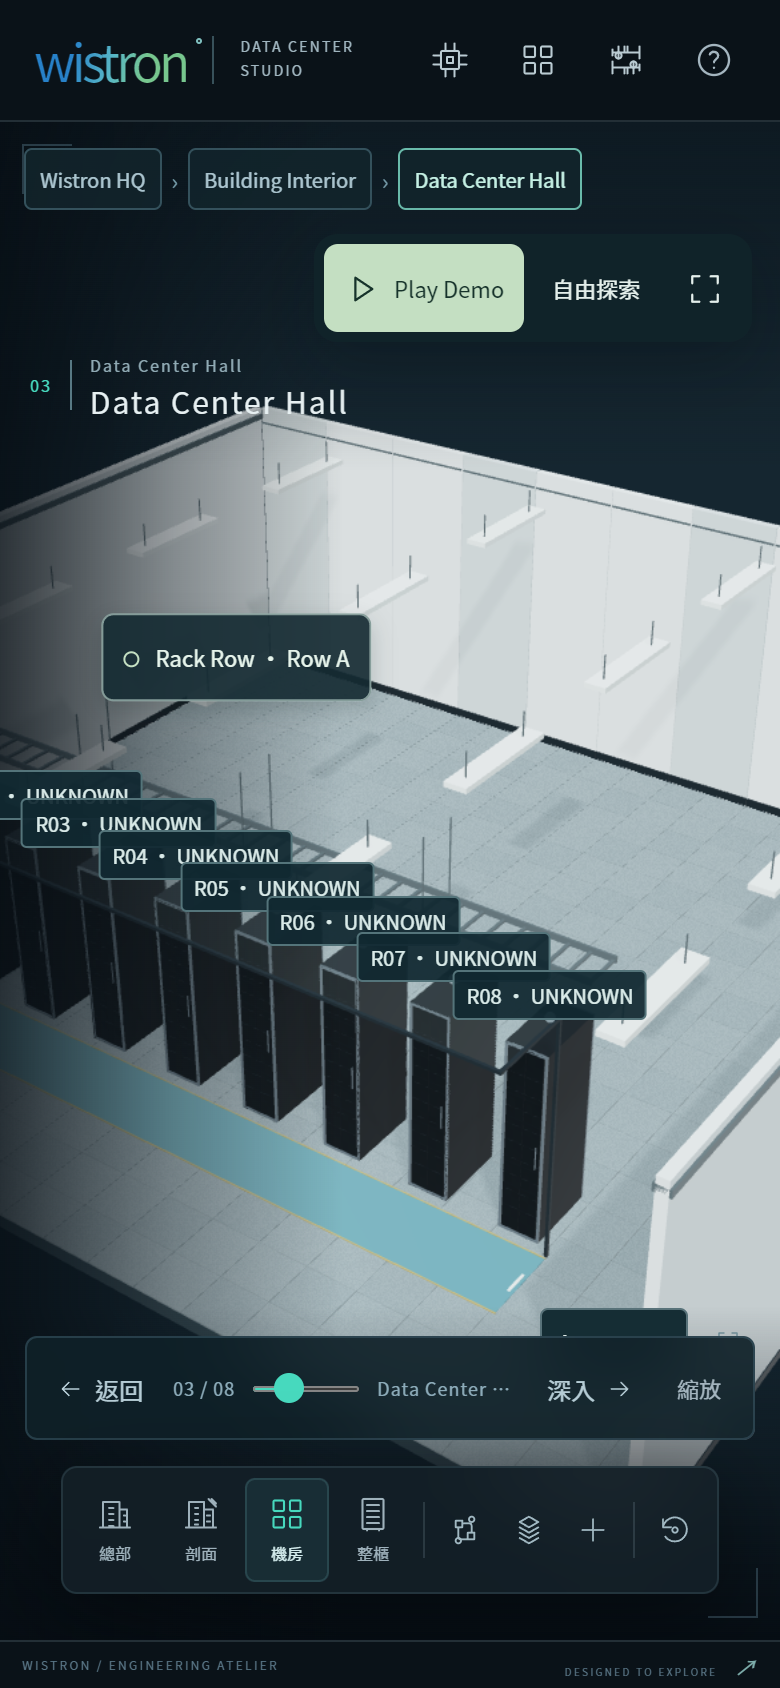 wistron
DATA CENTER
STUDIO
Wistron HQ › Building Interior › Data Center Hall
Play Demo 自由探索
03
Data Center Hall
Data Center Hall
Rack Row • Row A
• UNKNOWN
R03 • UNKNOWN
R04 • UNKNOWN
R05 • UNKNOWN
R06 • UNKNOWN
R07 • UNKNOWN
R08 • UNKNOWN
← 返回 03 / 08 Data Center ··· 深入 → 縮放
總部 剖面 機房 整櫃
WISTRON / ENGINEERING ATELIER
DESIGNED TO EXPLORE